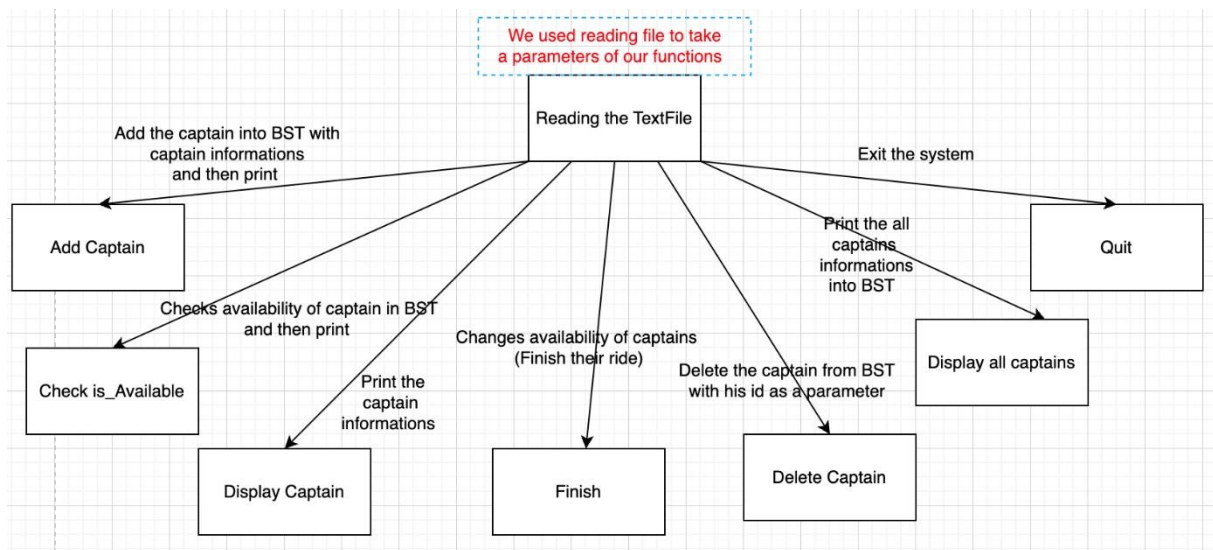 We used reading file to take
a parameters of our functions
Reading the TextFile
Add the captain into BST with
captain informations
and then print
Exit the system
Add Captain
Print the all
captains
informations
into BST
Quit
Checks availability of captain in BST
and then print
Changes availability of captains
(Finish their ride)
Display all captains
Check is_Available
Print the
captain
informations
Delete the captain from BST
with his id as a parameter
Display Captain
Finish
Delete Captain